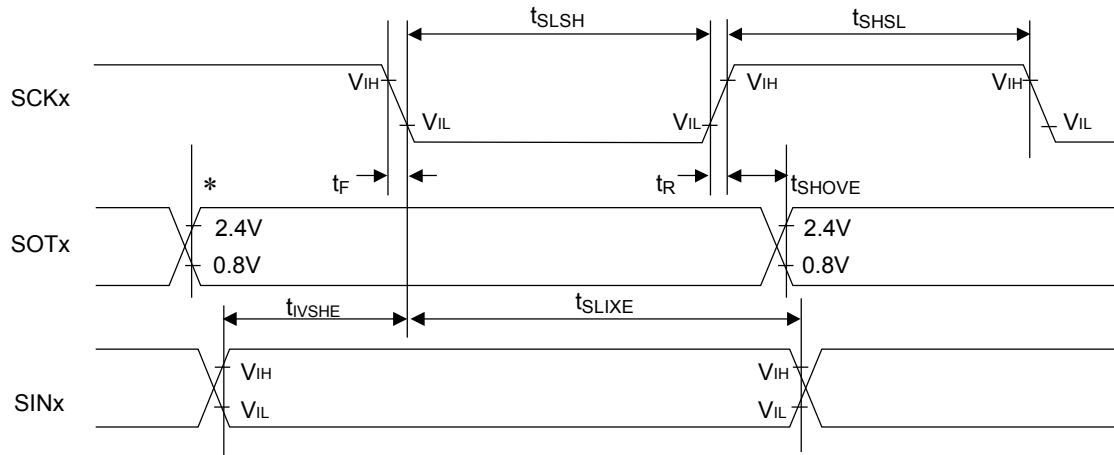 tSLSH tSHSL
SCKx VIH VIL VIL VIH VIH VIL
* tF tR tSHOVE
SOTx 2.4V 2.4V
0.8V 0.8V
tIVSHE tSLIXE
SINx VIH VIH
VIL VIL